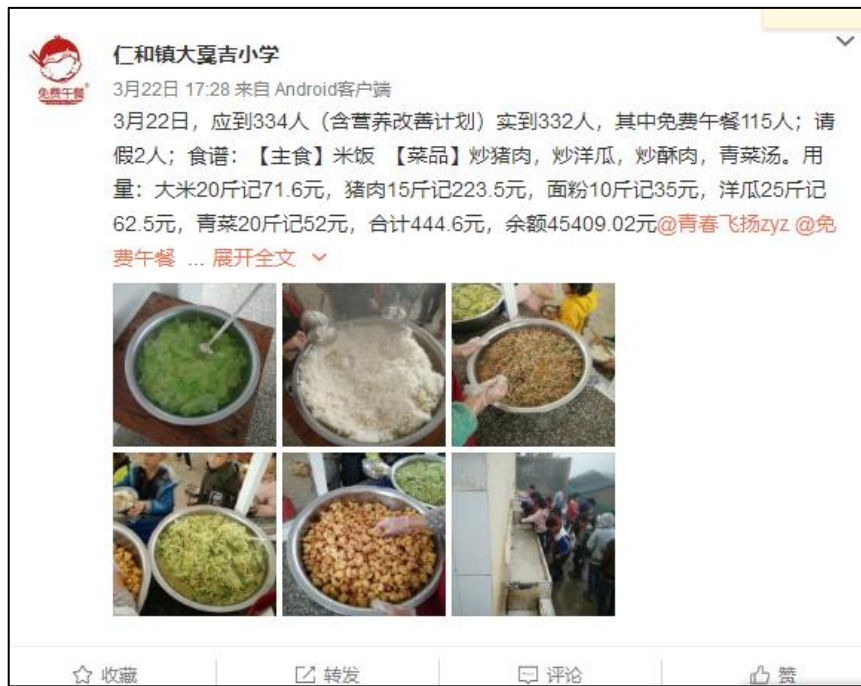 仁和镇大戛吉小学
免费午餐®
3月22日 17:28 来自 Android客户端
3月22日，应到334人（含营养改善计划）实到332人，其中免费午餐115人；请
假2人；食谱：【主食】米饭 【菜品】炒猪肉，炒洋瓜，炒酥肉，青菜汤。用
量：大米20斤记71.6元，猪肉15斤记223.5元，面粉10斤记35元，洋瓜25斤记
62.5元，青菜20斤记52元，合计444.6元，余额45409.02元@青春飞扬zyz @免
费午餐 ... 展开全文
收藏
转发
评论
赞